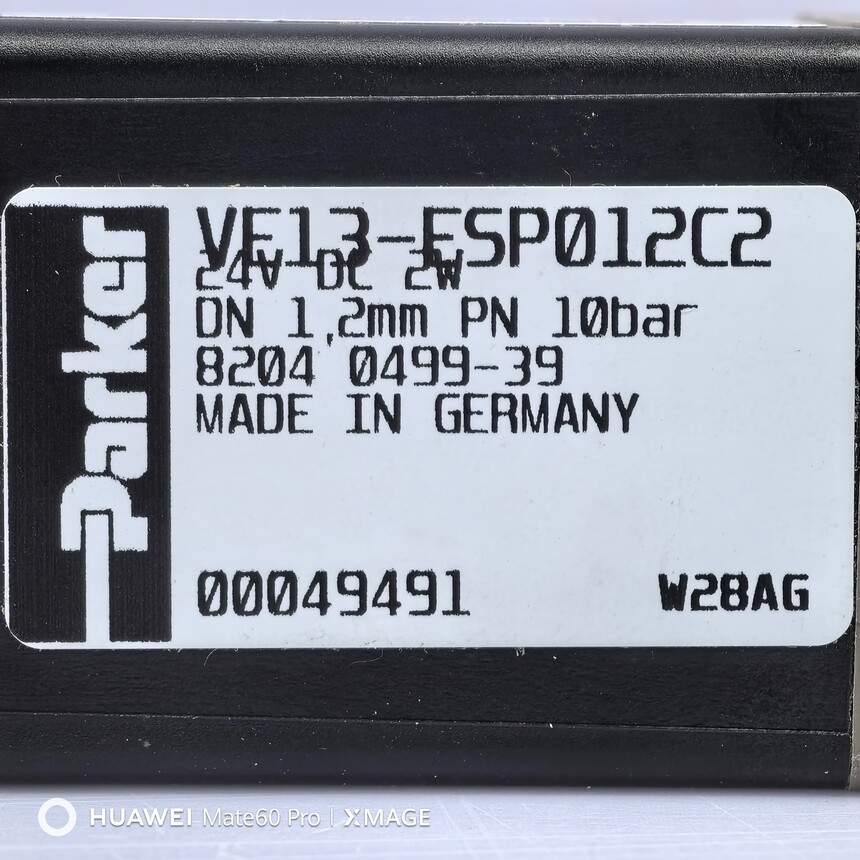 Parker
VE13-ESP012C2
24V DC 2W
DN 1,2mm PN 10bar
8204 0499-39
MADE IN GERMANY
00049491
W28AG
HUAWEI Mate60 Pro | XMAGE